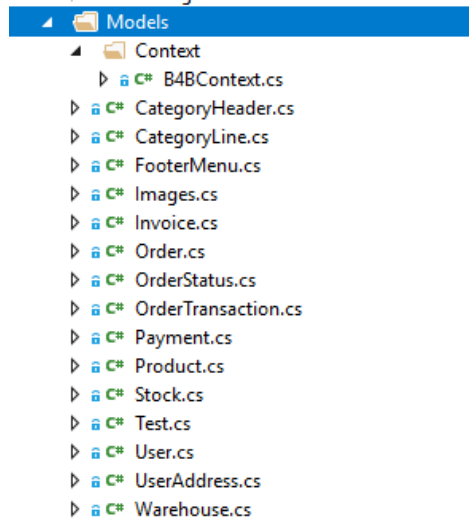 Models
Context
C# B4BContext.cs
C# CategoryHeader.cs
C# CategoryLine.cs
C# FooterMenu.cs
C# Images.cs
C# Invoice.cs
C# Order.cs
C# OrderStatus.cs
C# OrderTransaction.cs
C# Payment.cs
C# Product.cs
C# Stock.cs
C# Test.cs
C# User.cs
C# UserAddress.cs
C# Warehouse.cs